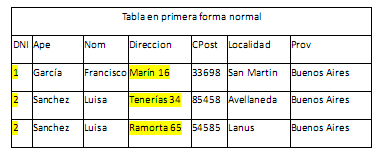 Tabla en primera forma normal
DNI Ape Nom Direccion CPost Localidad Prov
1 García Francisco Marín 16 33698 San Martin Buenos Aires
2 Sanchez Luisa Tenerías 34 85458 Avellaneda Buenos Aires
2 Sanchez Luisa Ramorta 65 54585 Lanus Buenos Aires